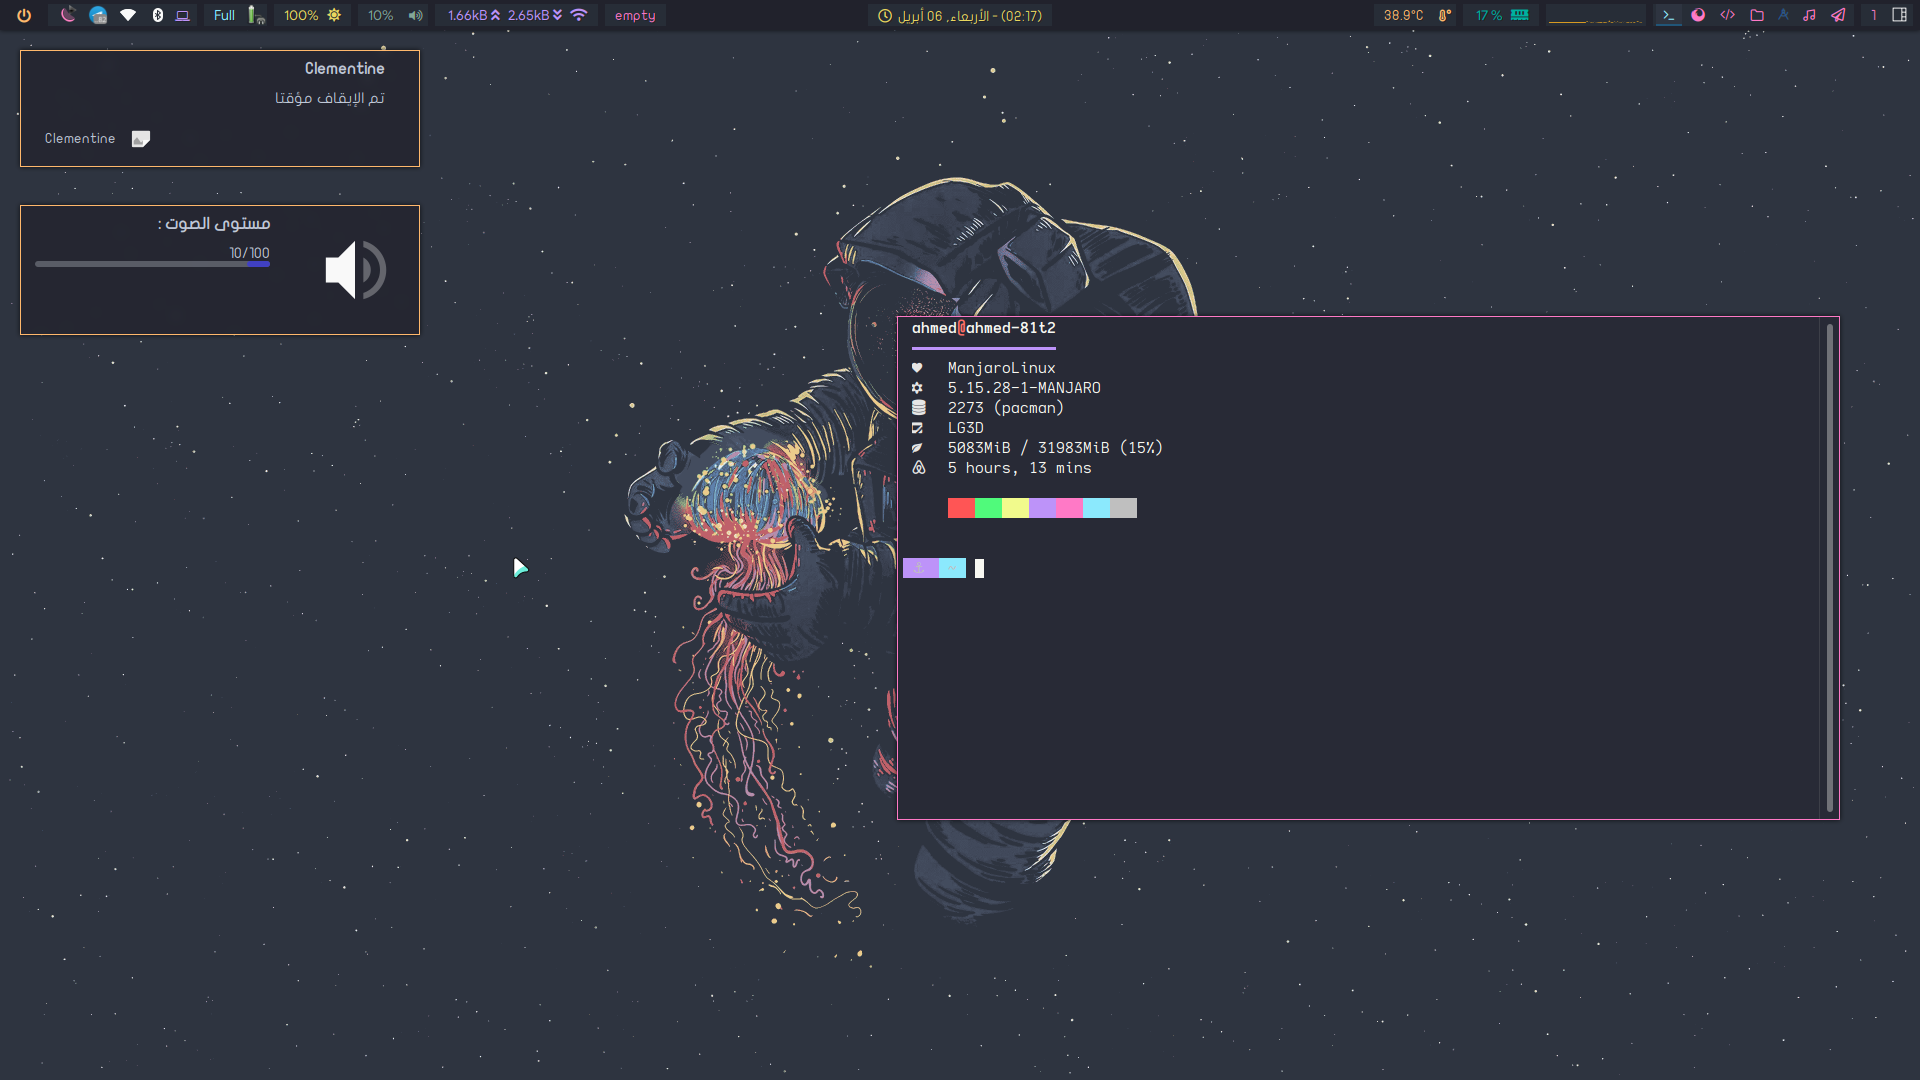 Full
100%
10%
1.66kB 2.65kB
empty
الأربعاء, 06 أبريل - (02:17)
38.9°C
17 %
1
Clementine
تم الإيقاف مؤقتا
Clementine
مستوى الصوت :
10/100
ahmed@ahmed-81t2
ManjaroLinux
5.15.28-1-MANJARO
2273 (pacman)
LG3D
5083MiB / 31983MiB (15%)
5 hours, 13 mins
~